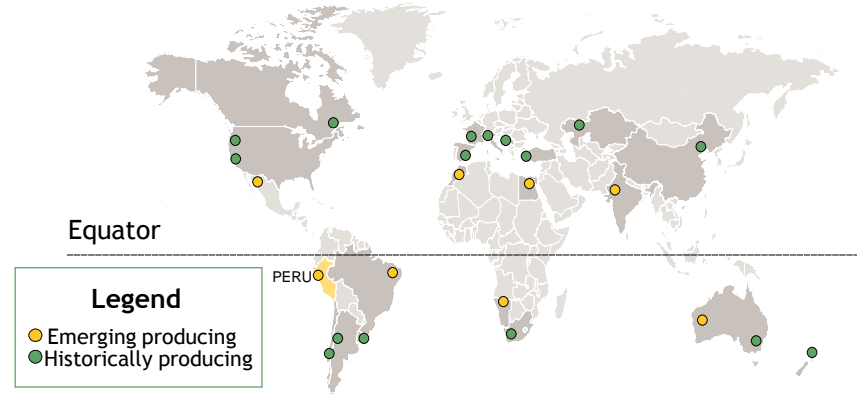 Equator
PERU
Legend
Emerging producing
Historically producing